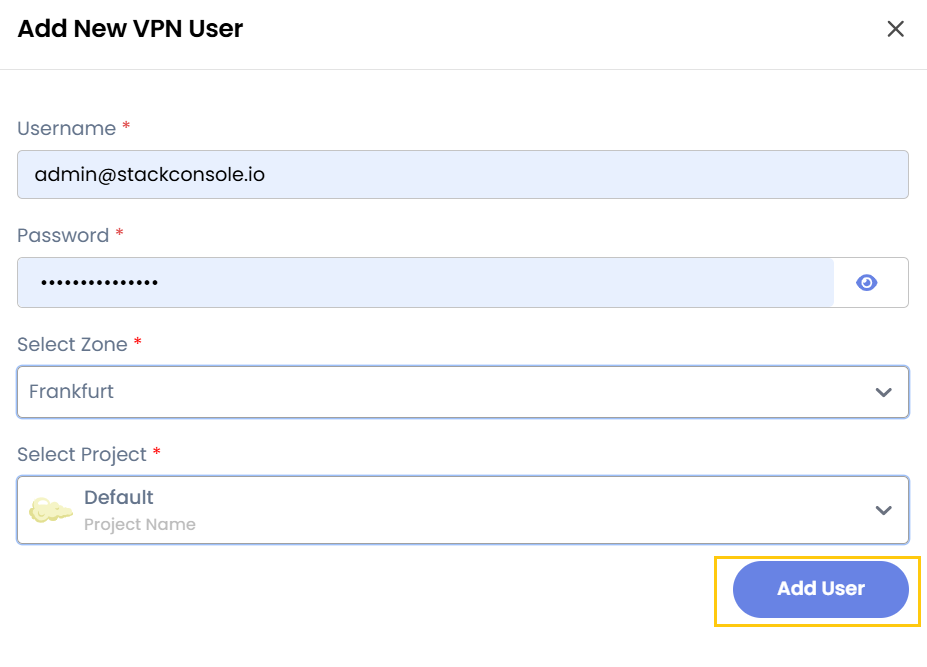 Add New VPN User
Username *
admin@stackconsole.io
Password *
•••••••••••••••
Select Zone *
Frankfurt
Select Project *
Default
Project Name
Add User